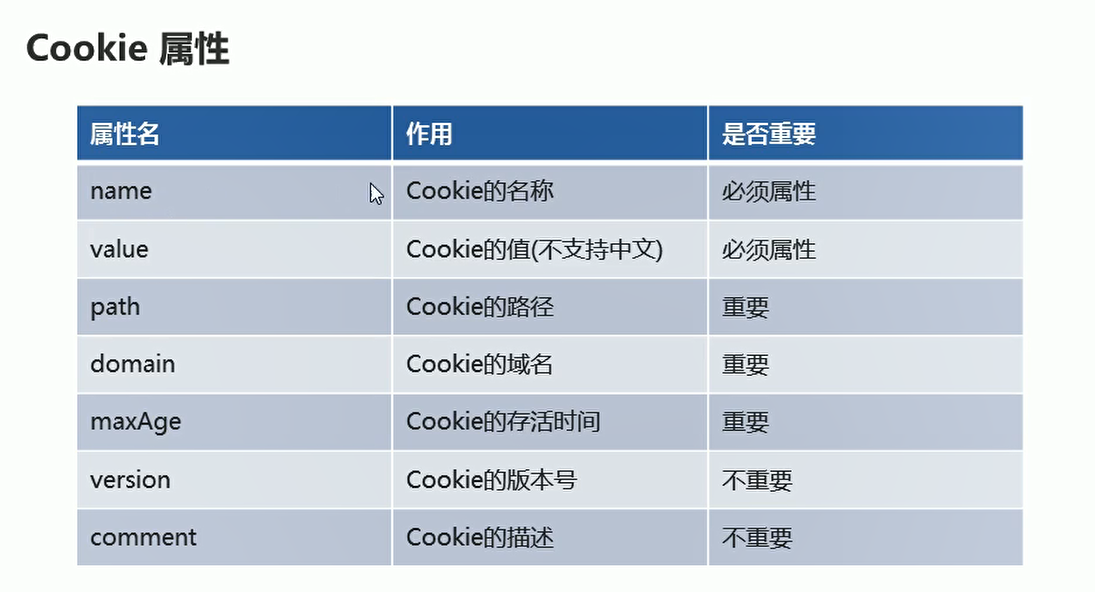 Cookie 属性
属性名 作用 是否重要
name Cookie的名称 必须属性
value Cookie的值(不支持中文) 必须属性
path Cookie的路径 重要
domain Cookie的域名 重要
maxAge Cookie的存活时间 重要
version Cookie的版本号 不重要
comment Cookie的描述 不重要